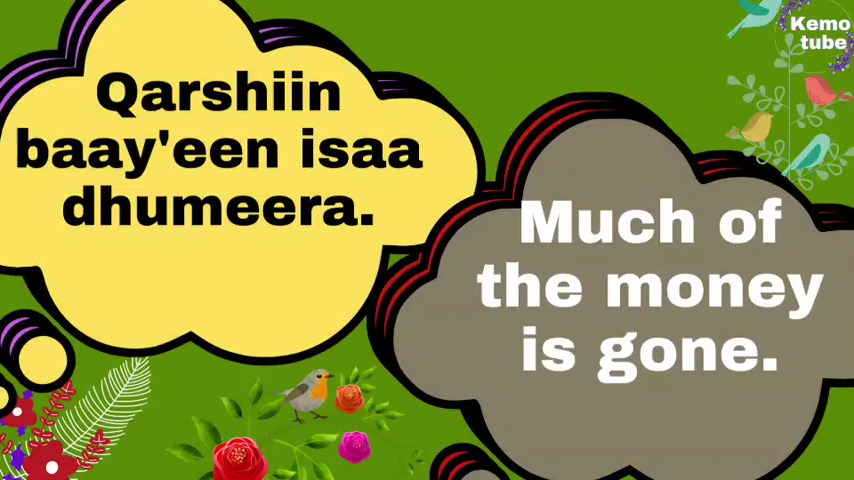 Qarshiin
baay'een isaa
dhumeera.
Much of
the money
is gone.
Kemo
tube